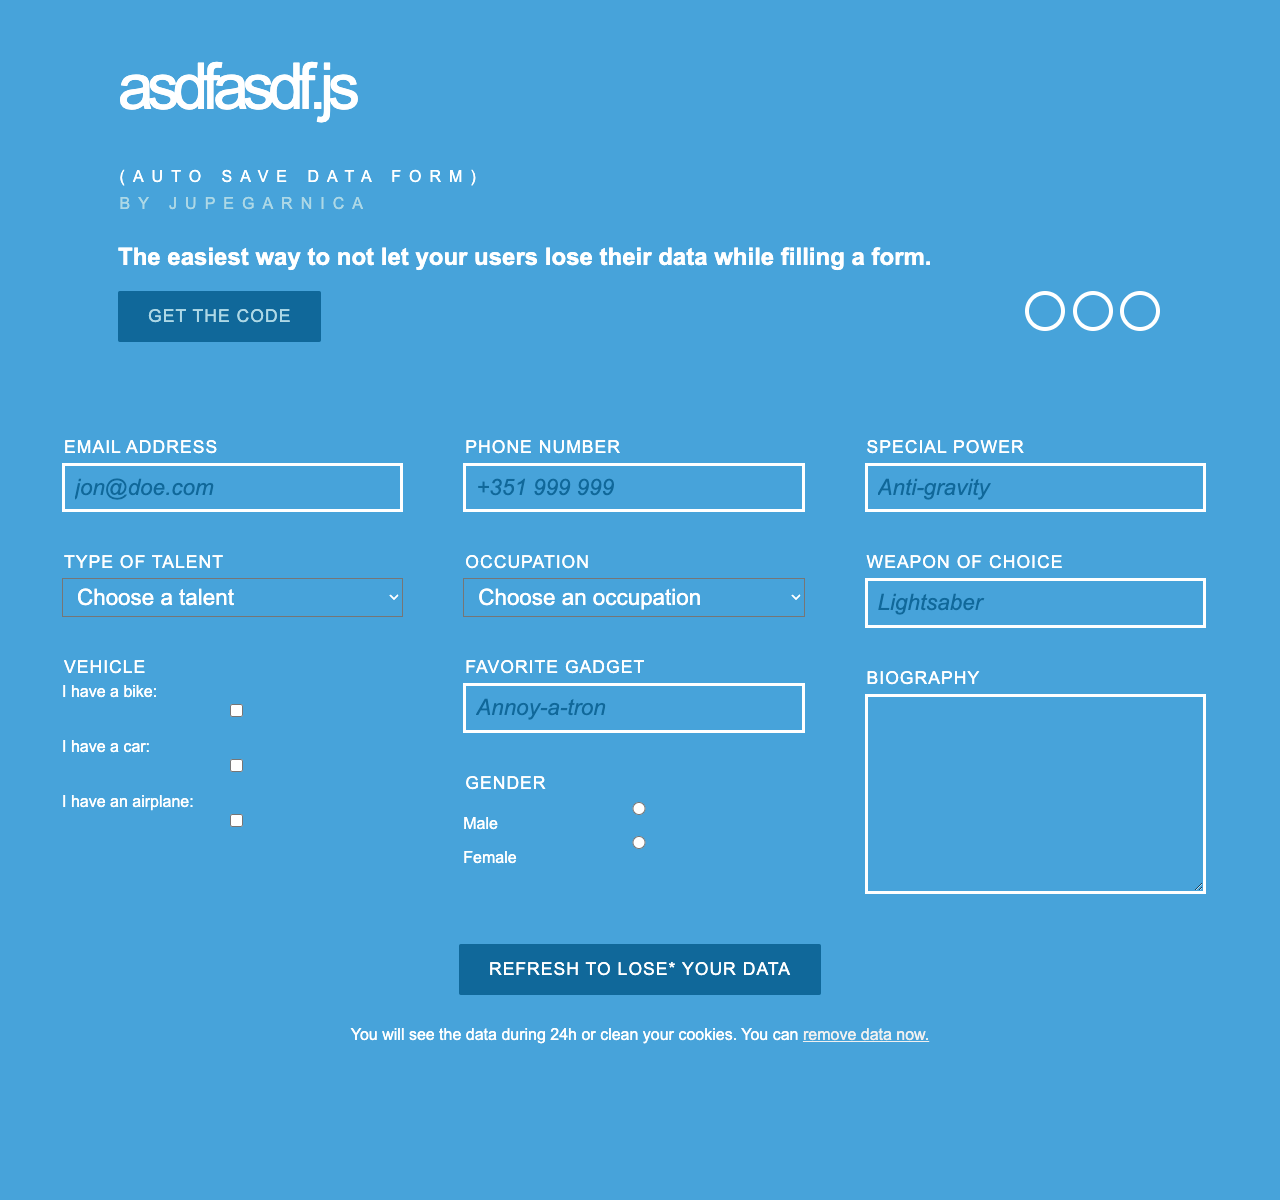 asdfasdf.js
(AUTO SAVE DATA FORM)
BY JUPEGARNICA
The easiest way to not let your users lose their data while filling a form.
GET THE CODE
EMAIL ADDRESS
jon@doe.com
PHONE NUMBER
+351 999 999
SPECIAL POWER
Anti-gravity
TYPE OF TALENT
Choose a talent
OCCUPATION
Choose an occupation
WEAPON OF CHOICE
Lightsaber
VEHICLE
I have a bike:
I have a car:
I have an airplane:
FAVORITE GADGET
Annoy-a-tron
GENDER
Male
Female
BIOGRAPHY
REFRESH TO LOSE* YOUR DATA
You will see the data during 24h or clean your cookies. You can remove data now.